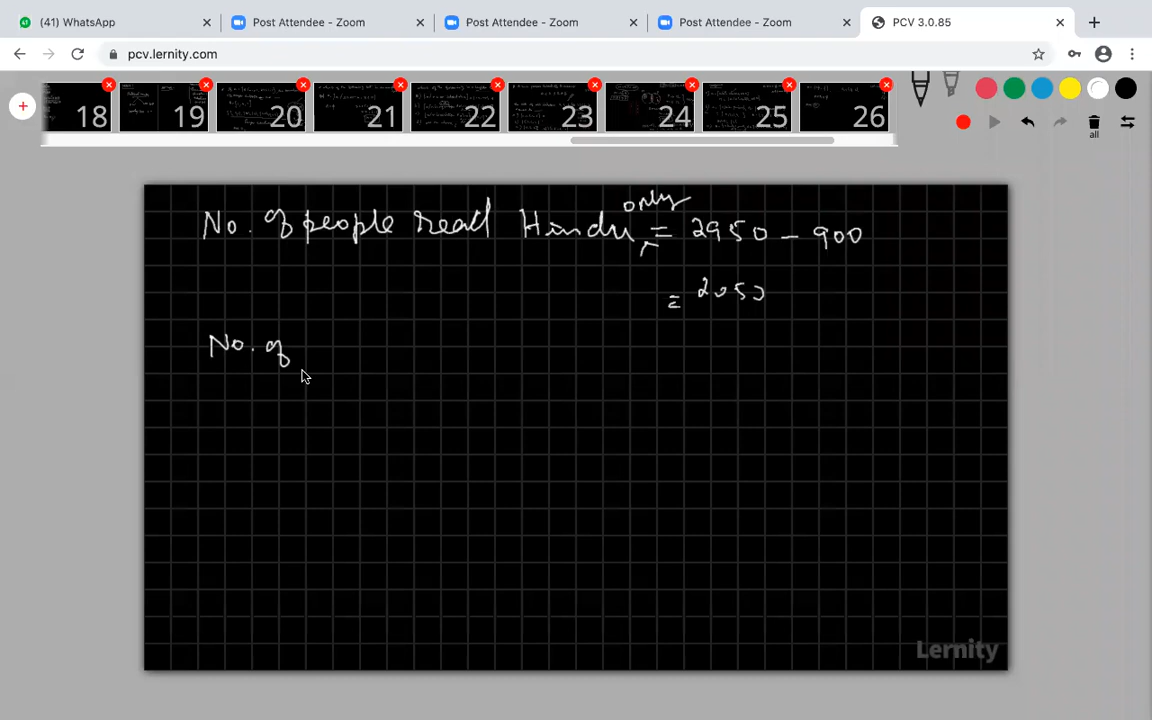 (41) WhatsApp
Post Attendee - Zoom
Post Attendee - Zoom
Post Attendee - Zoom
PCV 3.0.85
pcv.lernity.com
18 19 20 21 22 23 24 25 26
all
only
No. of people read Hindu = 2950 - 900
= 2050
No. of
Lernity